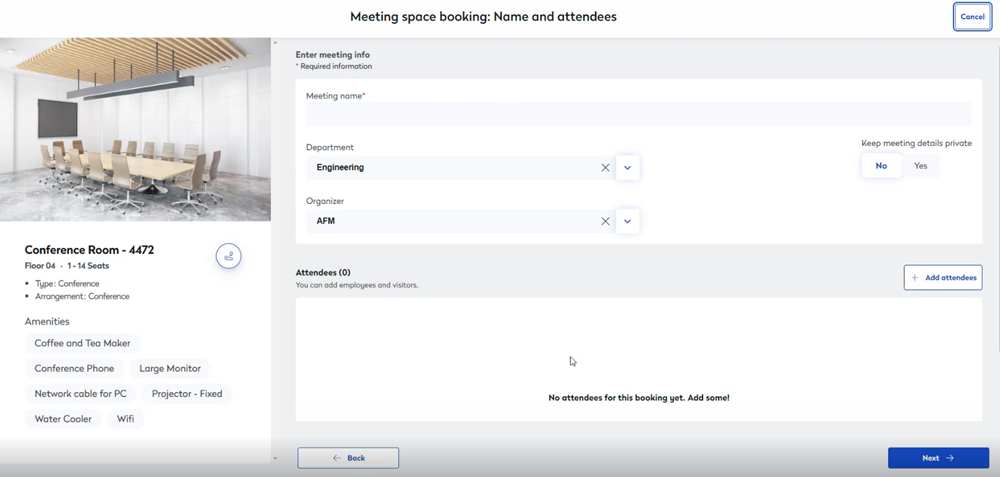 Meeting space booking: Name and attendees
Cancel
Conference Room - 4472
Floor 04 · 1 - 14 Seats
• Type: Conference
• Arrangement: Conference
Amenities
Coffee and Tea Maker
Conference Phone
Large Monitor
Network cable for PC
Projector - Fixed
Water Cooler
Wifi
Enter meeting info
* Required information
Meeting name*
Department
Engineering
Keep meeting details private
No
Yes
Organizer
AFM
Attendees (0)
You can add employees and visitors.
+ Add attendees
No attendees for this booking yet. Add some!
← Back
Next →